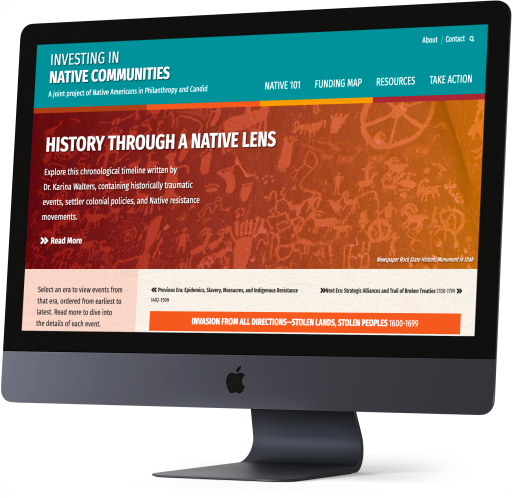 About / Contact
INVESTING IN
NATIVE COMMUNITIES
A joint project of Native Americans in Philanthropy and Candid
NATIVE 101 FUNDING MAP RESOURCES TAKE ACTION
HISTORY THROUGH A NATIVE LENS
Explore this chronological timeline written by
Dr. Karina Walters, containing historically traumatic
events, settler colonial policies, and Native resistance
movements.
Read More
Newspaper Rock State Historic Monument in Utah
Select an era to view events from
that era, ordered from earliest to
latest. Read more to dive into
the details of each event.
Previous Era: Epidemics, Slavery, Massacres, and Indigenous Resistance
1492-1599
Next Era: Strategic Alliances and Trail of Broken Treaties 1700-1799
INVASION FROM ALL DIRECTIONS—STOLEN LANDS, STOLEN PEOPLES 1600-1699